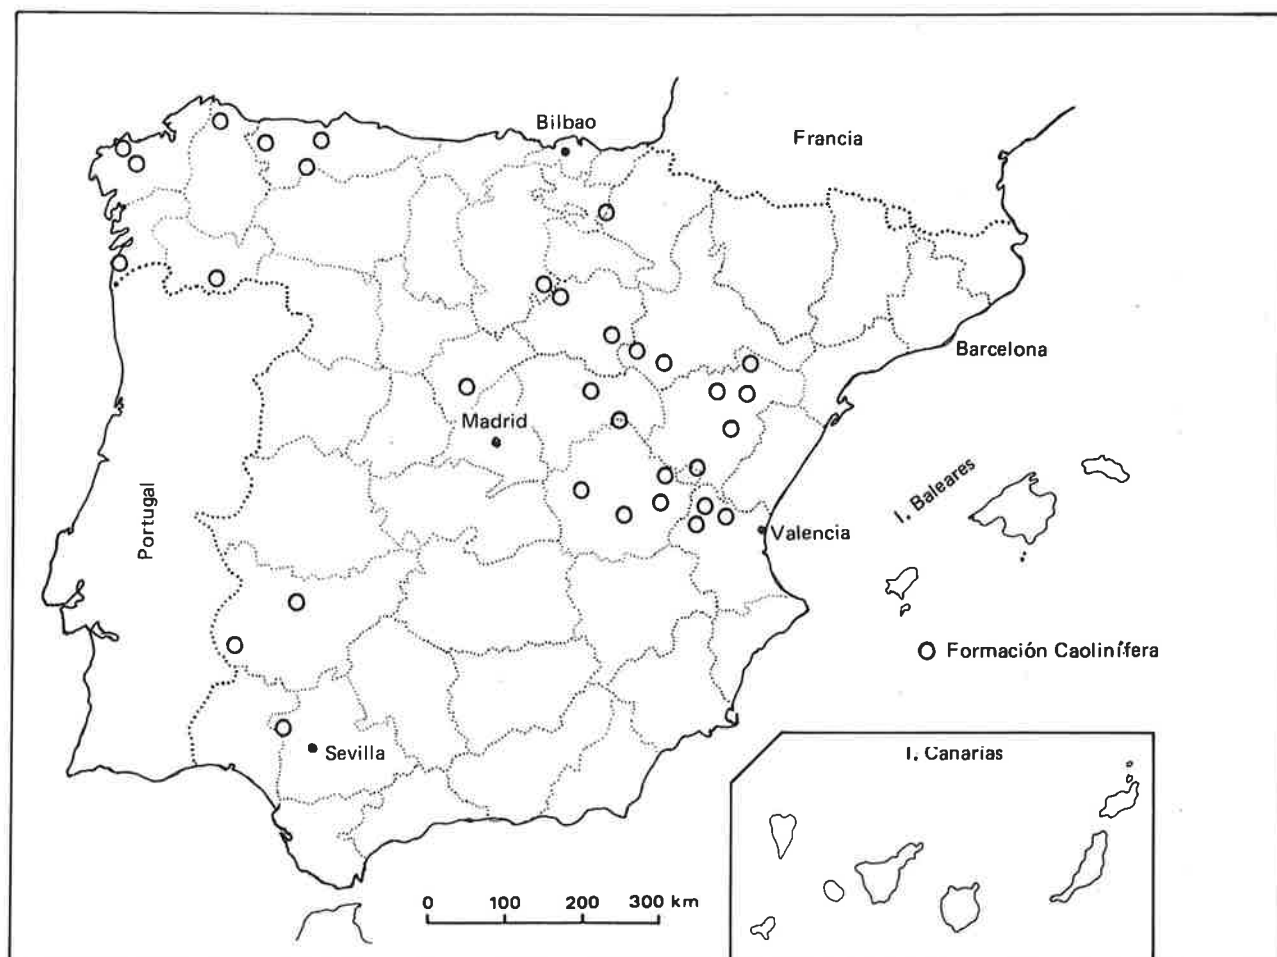 Bilbao
Francia
Barcelona
Madrid
Portugal
I. Baleares
Valencia
Formación Caolinífera
Sevilla
I. Canarias
0 100 200 300 km